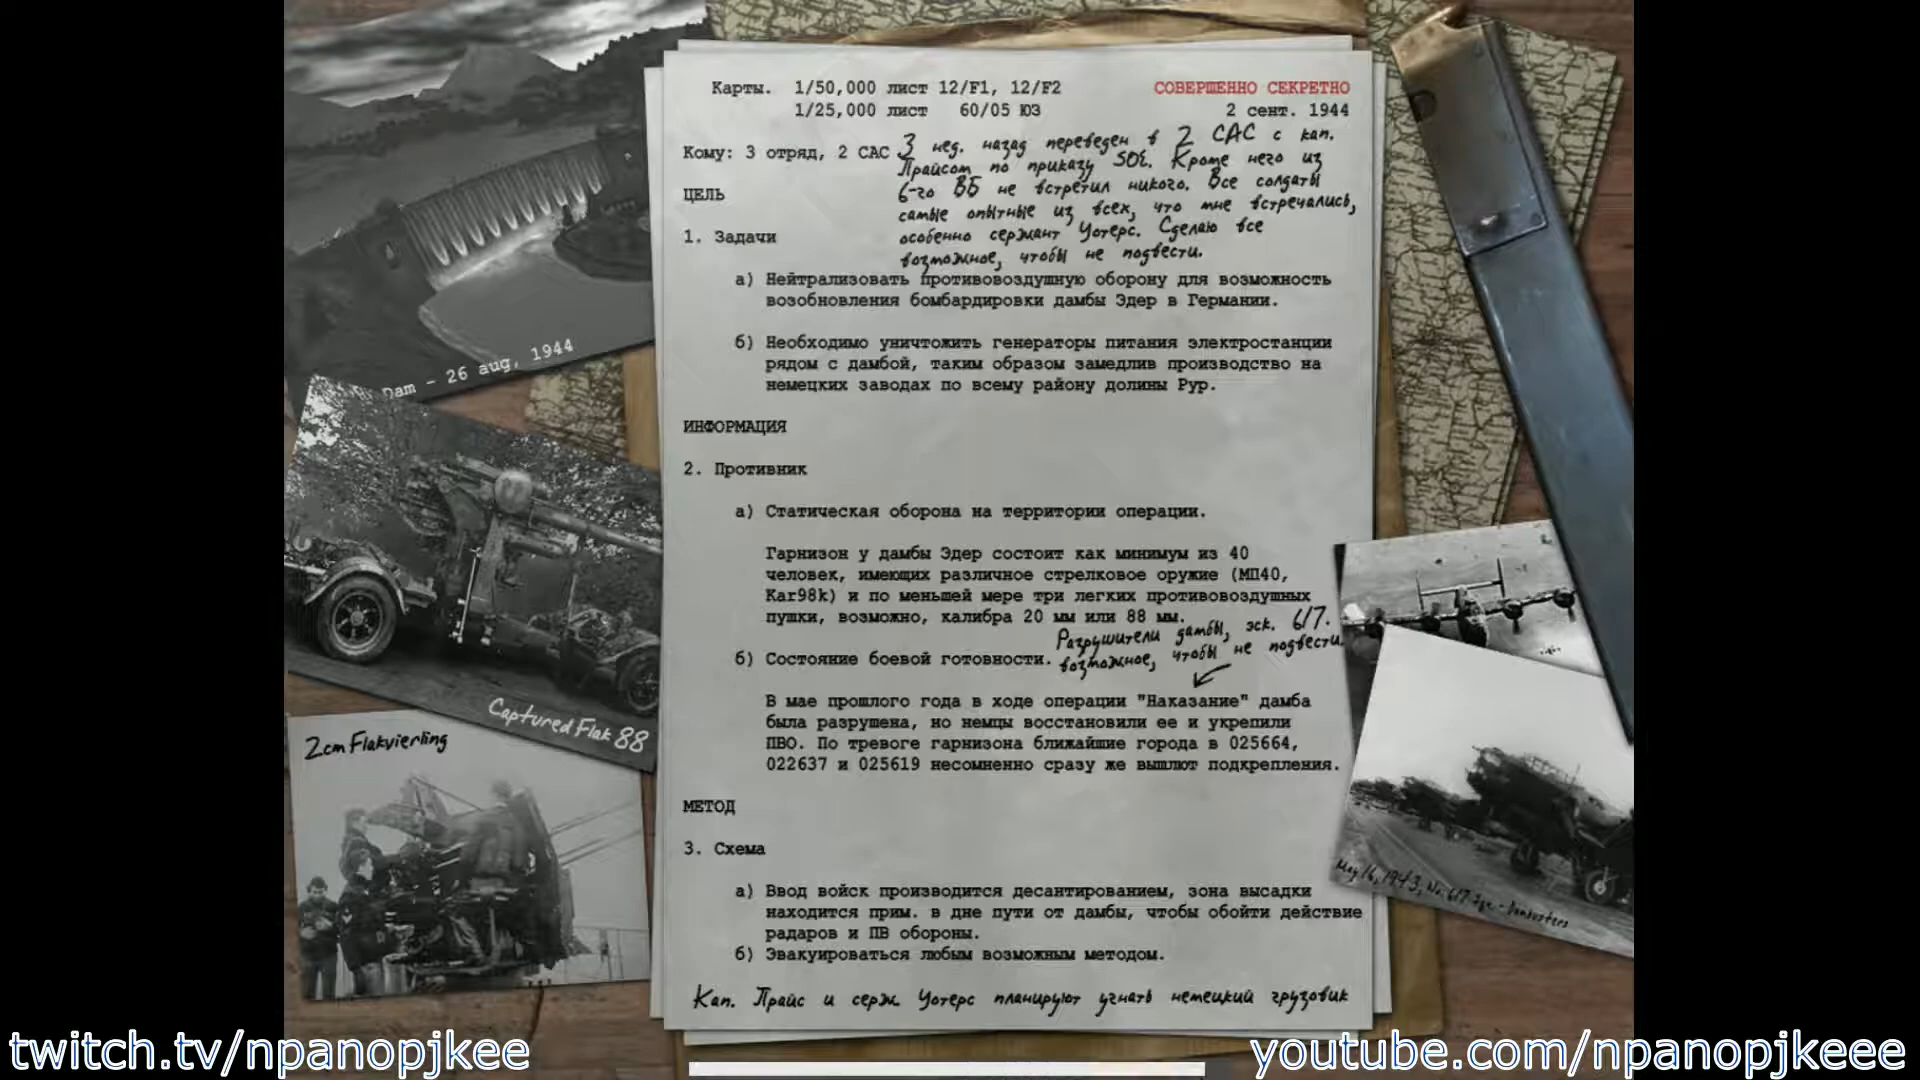 Карты. 1/50,000 лист 12/F1, 12/F2
1/25,000 лист 60/05 ЮЗ
СОВЕРШЕННО СЕКРЕТНО
2 сент. 1944
Кому: 3 отряд, 2 САС
3 нед. назад переведен в 2 САС с кап.
Прайсом по приказу SOE. Кроме него из
6-го ВБ не встретил никого. Все солдаты
самые опытные из всех, что мне встречались,
особенно сержант Уотерс. Сделаю все
возможное, чтобы не подвести.
ЦЕЛЬ
1. Задачи
а) Нейтрализовать противовоздушную оборону для возможность
возобновления бомбардировки дамбы Эдер в Германии.
б) Необходимо уничтожить генераторы питания электростанции
рядом с дамбой, таким образом замедлив производство на
немецких заводах по всему району долины Рур.
ИНФОРМАЦИЯ
2. Противник
а) Статическая оборона на территории операции.
Гарнизон у дамбы Эдер состоит как минимум из 40
человек, имеющих различное стрелковое оружие (МП40,
Kar98k) и по меньшей мере три легких противовоздушных
пушки, возможно, калибра 20 мм или 88 мм.
Разрушители дамбы, эск. 617.
возможное, чтобы не подвести.
б) Состояние боевой готовности.
В мае прошлого года в ходе операции "Наказание" дамба
была разрушена, но немцы восстановили ее и укрепили
ПВО. По тревоге гарнизона ближайшие города в 025664,
022637 и 025619 несомненно сразу же вышлют подкрепления.
МЕТОД
3. Схема
а) Ввод войск производится десантированием, зона высадки
находится прим. в дне пути от дамбы, чтобы обойти действие
радаров и ПВ обороны.
б) Эвакуироваться любым возможным методом.
Кап. Прайс и серж. Уотерс планируют угнать немецкий грузовик
Dam - 26 aug, 1944
Captured Flak 88
2cm Flakvierling
May 16, 1943, No. 617 Sqn. - Dambusters
twitch.tv/npanopjkee
youtube.com/npanopjkeee